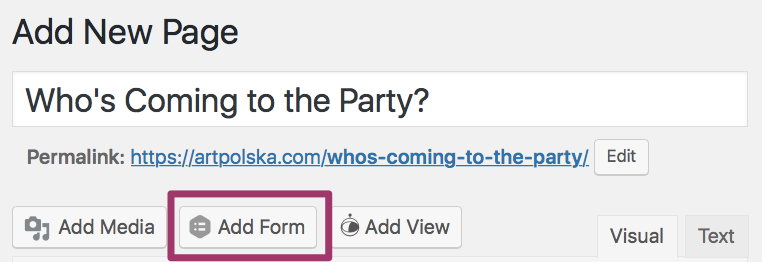 Add New Page
Who's Coming to the Party?
Permalink: https://artpolska.com/whos-coming-to-the-party/ Edit
Add Media Add Form Add View Visual Text